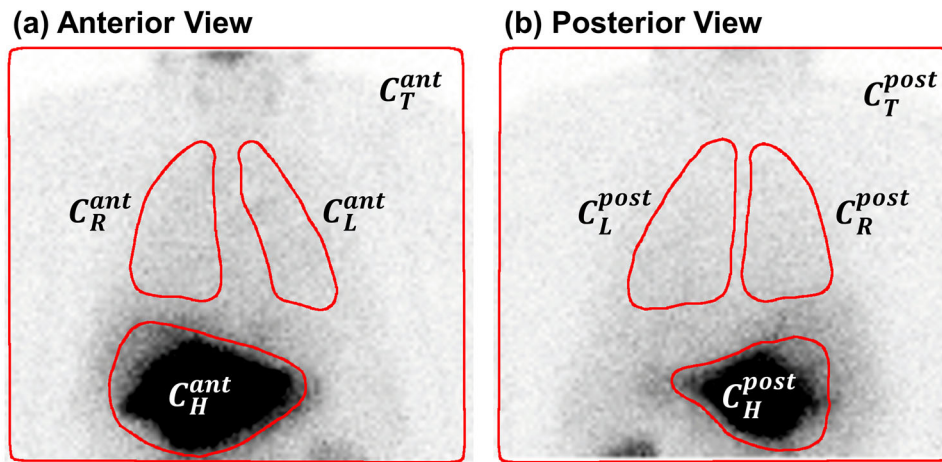 (a) Anterior View
(b) Posterior View
C_T^{ant}
C_T^{post}
C_R^{ant}
C_L^{ant}
C_L^{post}
C_R^{post}
C_H^{ant}
C_H^{post}